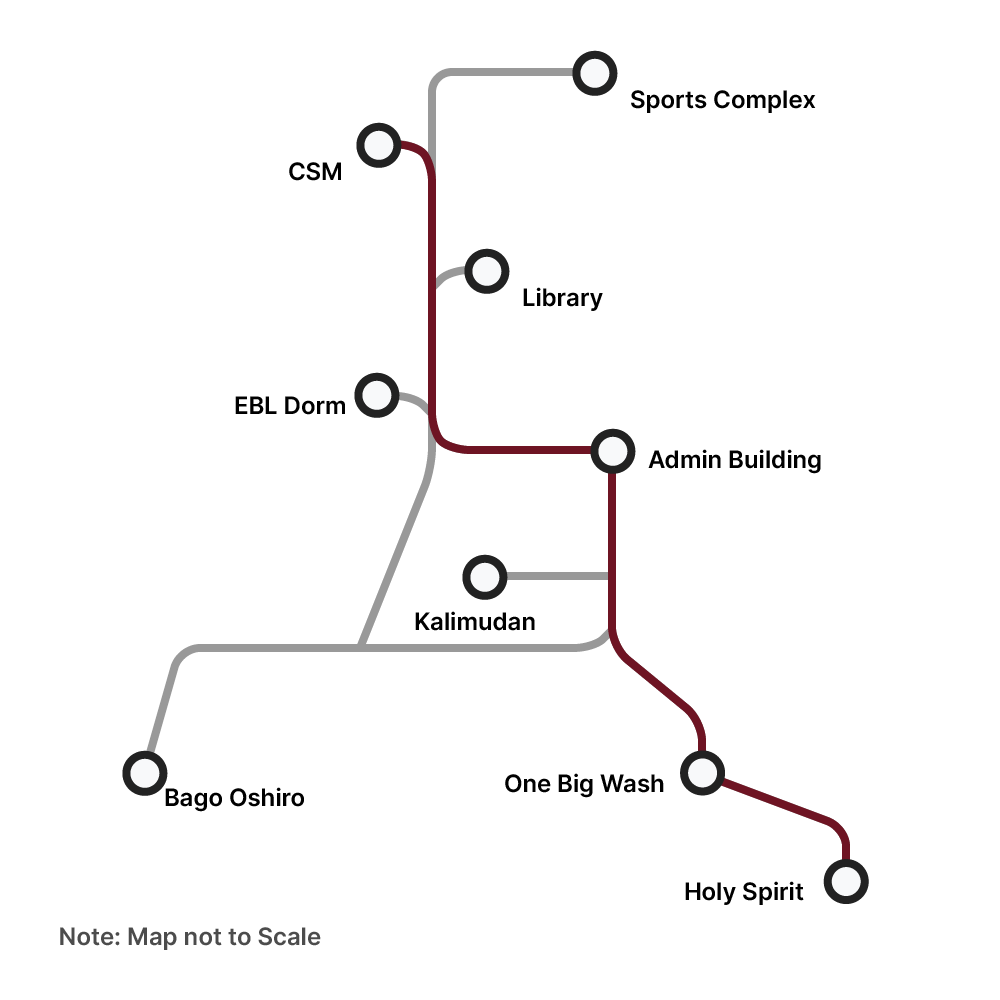 Sports Complex
CSM
Library
EBL Dorm
Admin Building
Kalimudan
One Big Wash
Bago Oshiro
Holy Spirit
Note: Map not to Scale